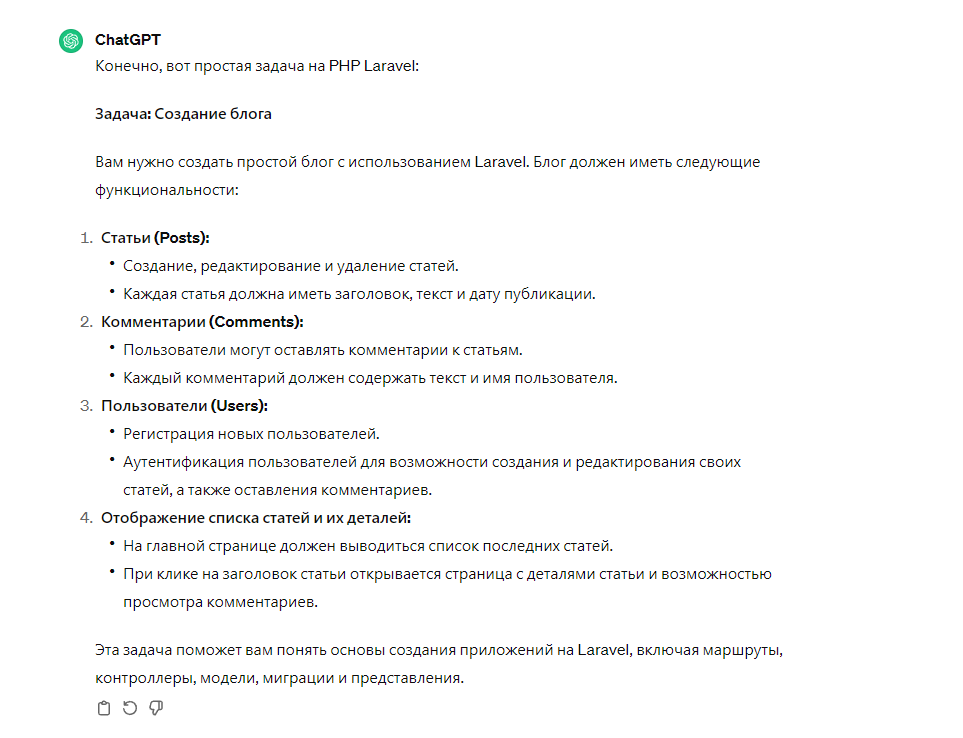 ChatGPT
Конечно, вот простая задача на PHP Laravel:
Задача: Создание блога
Вам нужно создать простой блог с использованием Laravel. Блог должен иметь следующие
функциональности:
1. Статьи (Posts):
• Создание, редактирование и удаление статей.
• Каждая статья должна иметь заголовок, текст и дату публикации.
2. Комментарии (Comments):
• Пользователи могут оставлять комментарии к статьям.
• Каждый комментарий должен содержать текст и имя пользователя.
3. Пользователи (Users):
• Регистрация новых пользователей.
• Аутентификация пользователей для возможности создания и редактирования своих
статей, а также оставления комментариев.
4. Отображение списка статей и их деталей:
• На главной странице должен выводиться список последних статей.
• При клике на заголовок статьи открывается страница с деталями статьи и возможностью
просмотра комментариев.
Эта задача поможет вам понять основы создания приложений на Laravel, включая маршруты,
контроллеры, модели, миграции и представления.